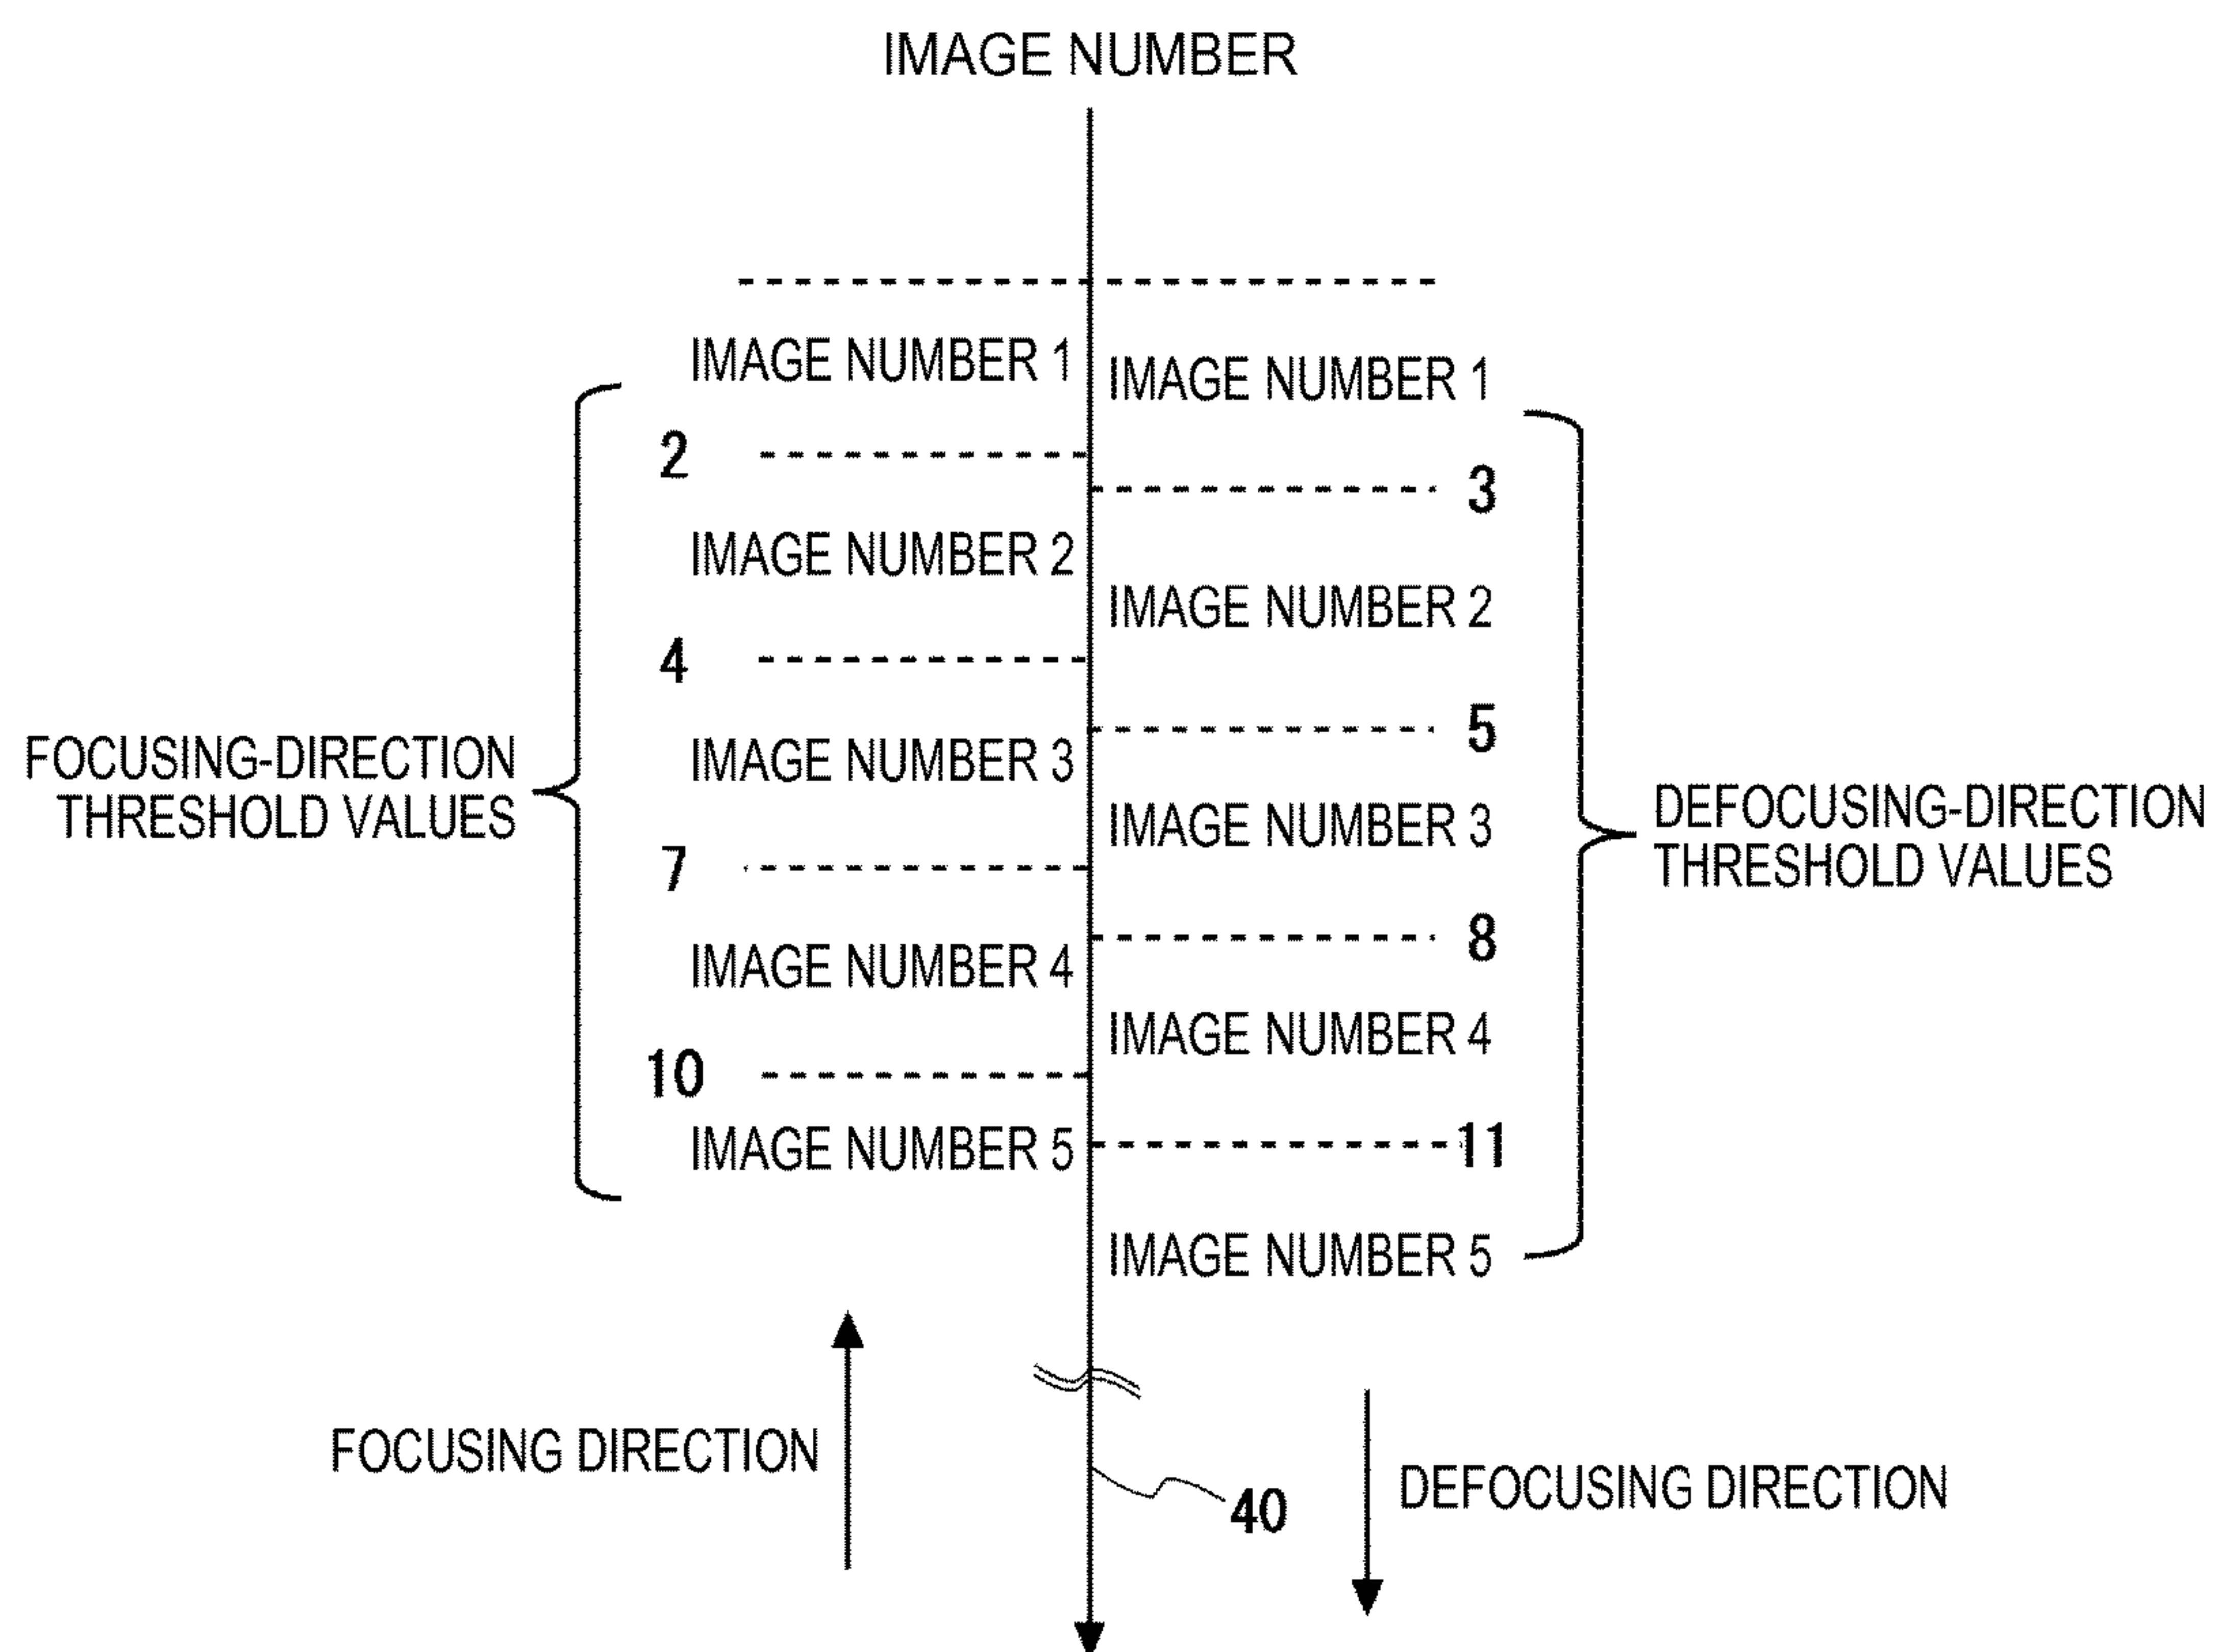 IMAGE NUMBER
IMAGE NUMBER 1
IMAGE NUMBER 1
2
3
IMAGE NUMBER 2
IMAGE NUMBER 2
4
5
FOCUSING-DIRECTION
THRESHOLD VALUES
IMAGE NUMBER 3
IMAGE NUMBER 3
DEFOCUSING-DIRECTION
THRESHOLD VALUES
7
8
IMAGE NUMBER 4
IMAGE NUMBER 4
10
11
IMAGE NUMBER 5
IMAGE NUMBER 5
FOCUSING DIRECTION
40
DEFOCUSING DIRECTION